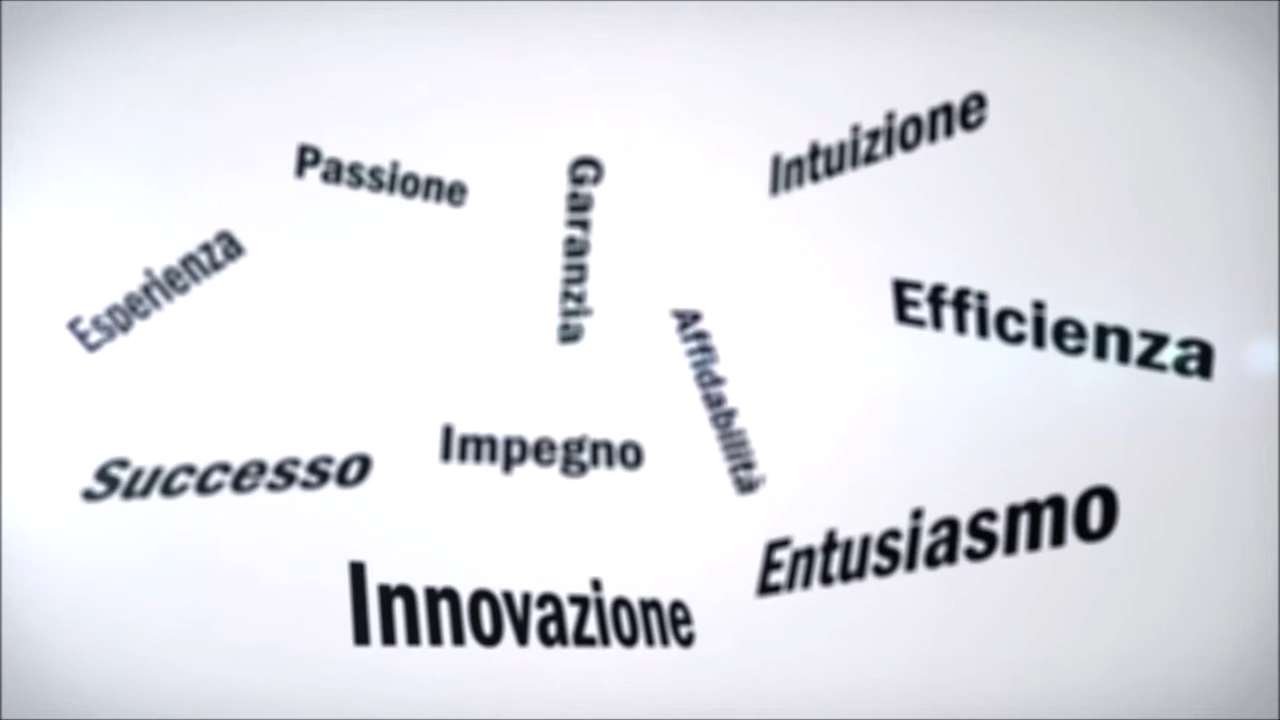 Intuizione
Passione
Garanzia
Esperienza
Efficienza
Affidabilità
Impegno
Successo
Entusiasmo
Innovazione